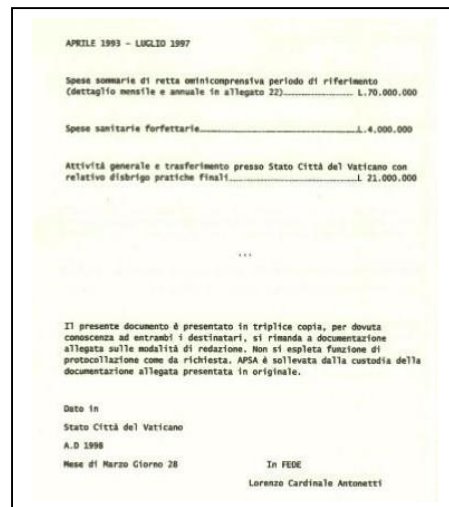 APRILE 1993 – LUGLIO 1997
Spese sommarie di retta ominicomprensiva periodo di riferimento
(dettaglio mensile e annuale in allegato 22)........................ L.70.000.000
Spese sanitarie forfettarie........................................L.4.000.000
Attività generale e trasferimento presso Stato Città del Vaticano con
relativo disbrigo pratiche finali........................................L 21.000.000
...
Il presente documento è presentato in triplice copia, per dovuta
conoscenza ad entrambi i destinatari, si rimanda a documentazione
allegata sulle modalità di redazione. Non si espleta funzione di
protocollazione come da richiesta. APSA è sollevata dalla custodia della
documentazione allegata presentata in originale.
Dato in
Stato Città del Vaticano
A.D 1998
Mese di Marzo Giorno 28 In FEDE
Lorenzo Cardinale Antonetti